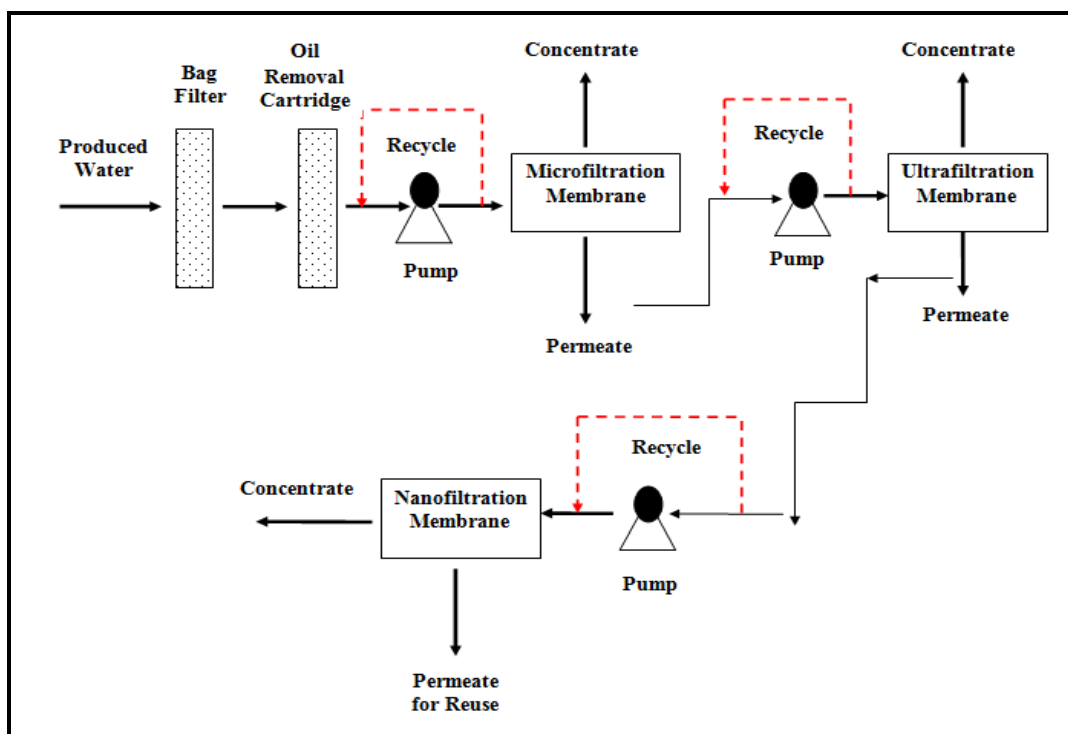 Produced
Water
Bag
Filter
Oil
Removal
Cartridge
Recycle
Pump
Concentrate
Microfiltration
Membrane
Permeate
Recycle
Pump
Concentrate
Ultrafiltration
Membrane
Permeate
Recycle
Pump
Nanofiltration
Membrane
Concentrate
Permeate
for Reuse